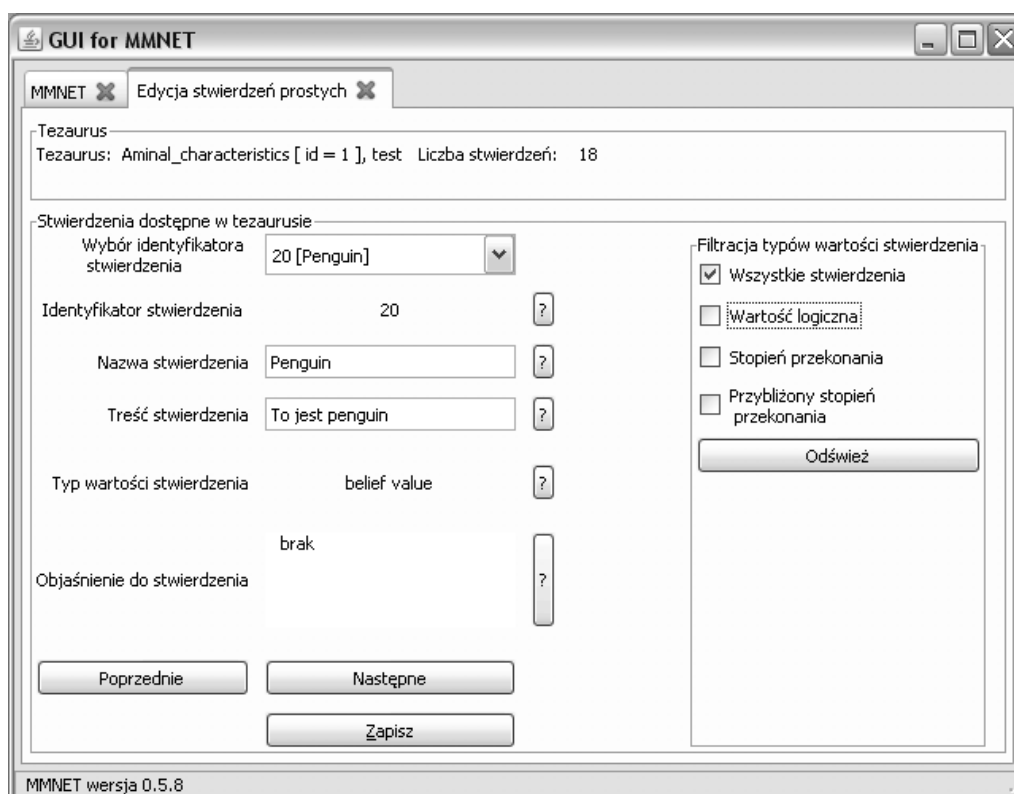 GUI for MMNET
MMNET Edycja stwierdzeń prostych
Tezaurus
Tezaurus: Aminal_characteristics [ id = 1 ], test Liczba stwierdzeń: 18
Stwierdzenia dostępne w tezaurusie
Wybór identyfikatora
stwierdzenia
20 [Penguin]
Identyfikator stwierdzenia 20 ?
Nazwa stwierdzenia Penguin ?
Treść stwierdzenia To jest penguin ?
Typ wartości stwierdzenia belief value ?
Objaśnienie do stwierdzenia brak ?
Poprzednie Następne
Zapisz
Filtracja typów wartości stwierdzenia
Wszystkie stwierdzenia
Wartość logiczna
Stopień przekonania
Przybliżony stopień
przekonania
Odśwież
MMNET wersja 0.5.8